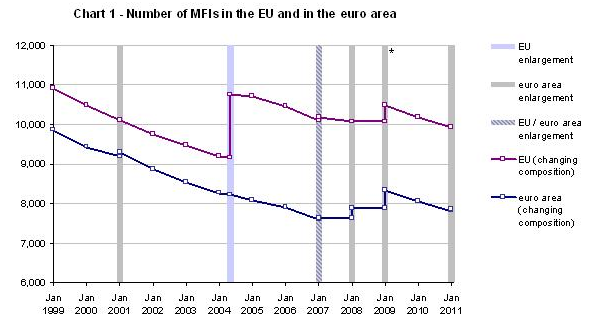 Chart 1 - Number of MFIs in the EU and in the euro area
12,000
11,000
10,000
9,000
8,000
7,000
6,000
*
Jan 1999
Jan 2000
Jan 2001
Jan 2002
Jan 2003
Jan 2004
Jan 2005
Jan 2006
Jan 2007
Jan 2008
Jan 2009
Jan 2010
Jan 2011
EU
enlargement
euro area
enlargement
EU / euro area
enlargement
EU (changing
composition)
euro area
(changing
composition)